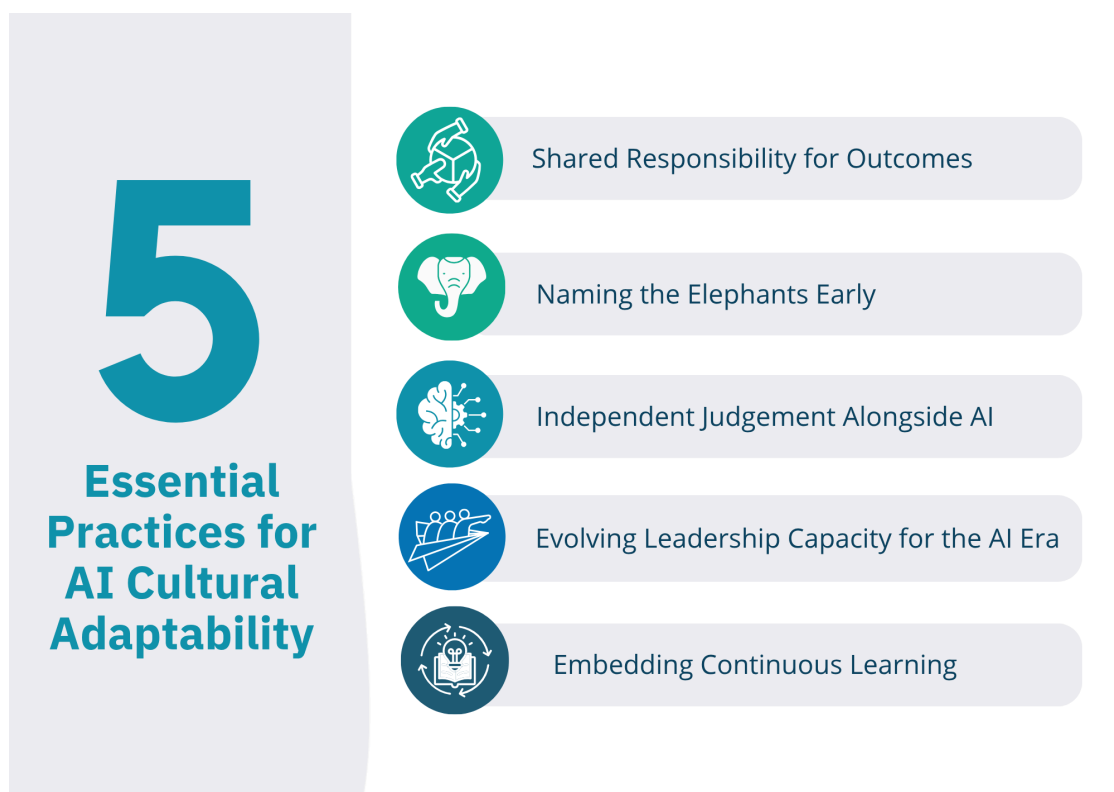 5
Essential
Practices for
AI Cultural
Adaptability
Shared Responsibility for Outcomes
Naming the Elephants Early
Independent Judgement Alongside AI
Evolving Leadership Capacity for the AI Era
Embedding Continuous Learning